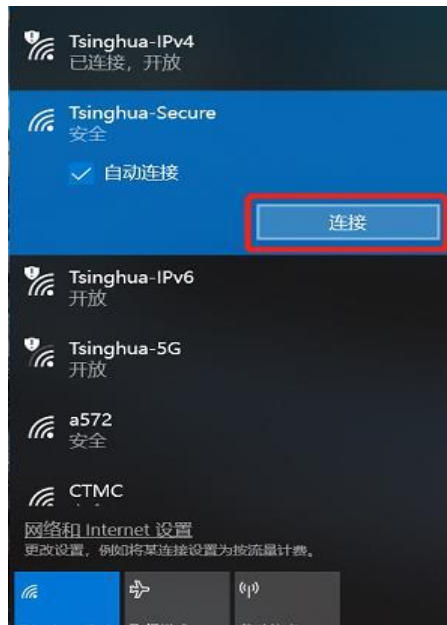 Tsinghua-IPv4
已连接，开放
Tsinghua-Secure
安全
自动连接
连接
Tsinghua-IPv6
开放
Tsinghua-5G
开放
a572
安全
CTMC
网络和 Internet 设置
更改设置，例如将某连接设置为按流量计费。